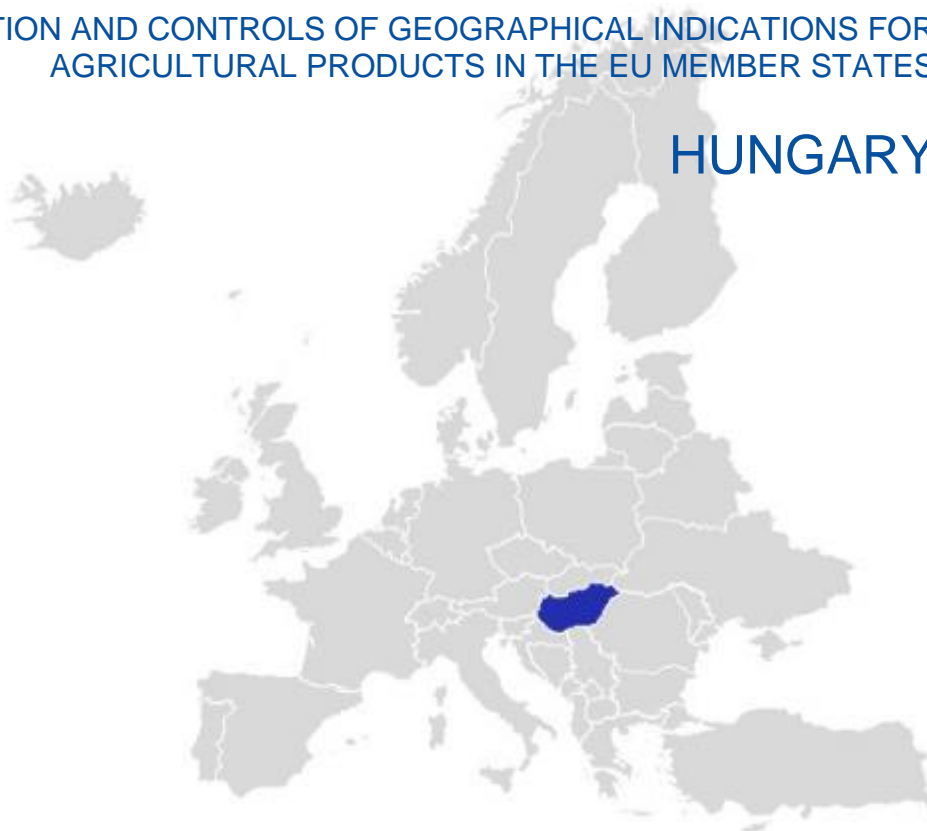 TION AND CONTROLS OF GEOGRAPHICAL INDICATIONS FOR
AGRICULTURAL PRODUCTS IN THE EU MEMBER STATES
HUNGARY